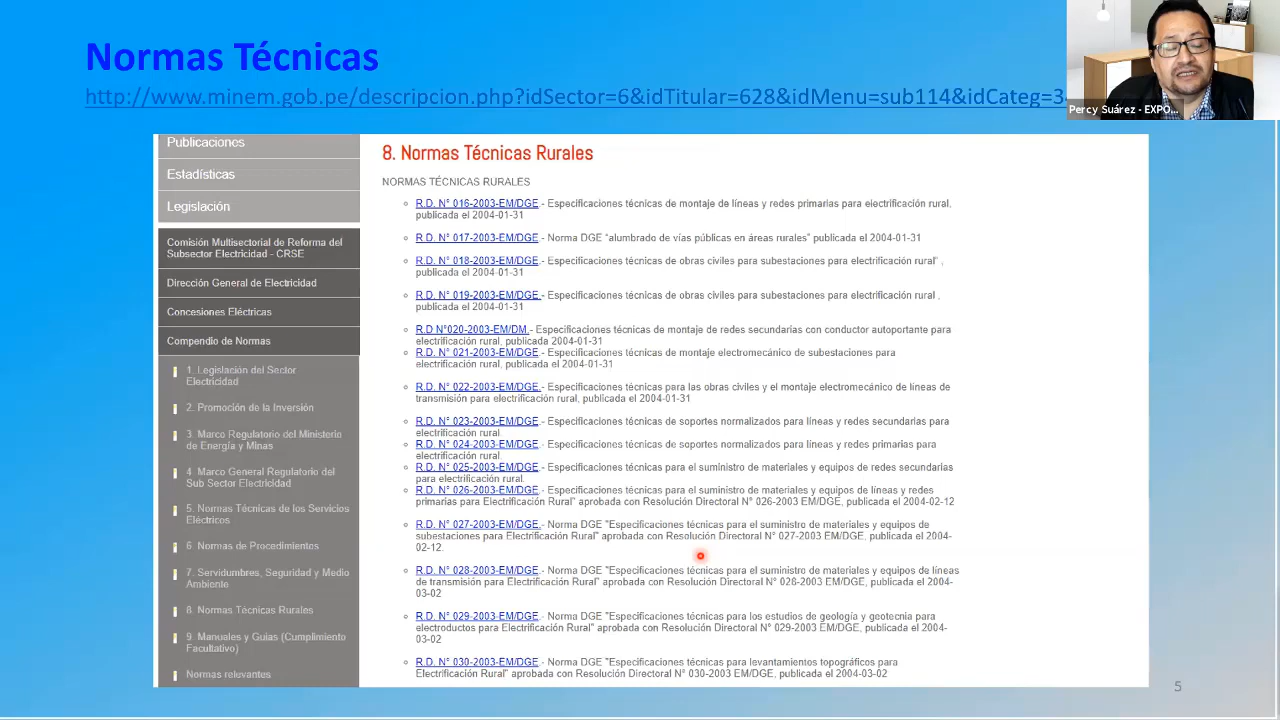 Normas Técnicas
http://www.minem.gob.pe/descripcion.php?idSector=6&idTitular=628&idMenu=sub114&idCateg=3
Percy Suárez - EXPO...
Publicaciones
Estadísticas
Legislación
Comisión Multisectorial de Reforma del
Subsector Electricidad - CRSE
Dirección General de Electricidad
Concesiones Eléctricas
Compendio de Normas
1. Legislación del Sector
Electricidad
2. Promoción de la Inversión
3. Marco Regulatorio del Ministerio
de Energía y Minas
4. Marco General Regulatorio del
Sub Sector Electricidad
5. Normas Técnicas de los Servicios
Eléctricos
6. Normas de Procedimientos
7. Servidumbres, Seguridad y Medio
Ambiente
8. Normas Técnicas Rurales
9. Manuales y Guias (Cumplimiento
Facultativo)
Normas relevantes
8. Normas Técnicas Rurales
NORMAS TÉCNICAS RURALES
R.D. N° 016-2003-EM/DGE.- Especificaciones técnicas de montaje de líneas y redes primarias para electrificación rural,
publicada el 2004-01-31
R.D. N° 017-2003-EM/DGE.- Norma DGE "alumbrado de vías públicas en áreas rurales" publicada el 2004-01-31
R.D. N° 018-2003-EM/DGE.- Especificaciones técnicas de obras civiles para subestaciones para electrificación rural" ,
publicada el 2004-01-31
R.D. N° 019-2003-EM/DGE.- Especificaciones técnicas de obras civiles para subestaciones para electrificación rural ,
publicada el 2004-01-31
R.D N°020-2003-EM/DM.- Especificaciones técnicas de montaje de redes secundarias con conductor autoportante para
electrificación rural, publicada 2004-01-31
R.D. N° 021-2003-EM/DGE.- Especificaciones técnicas de montaje electromecánico de subestaciones para
electrificación rural, publicada el 2004-01-31
R.D. N° 022-2003-EM/DGE.- Especificaciones técnicas para las obras civiles y el montaje electromecánico de líneas de
transmisión para electrificación rural, publicada el 2004-01-31
R.D. N° 023-2003-EM/DGE.- Especificaciones técnicas de soportes normalizados para líneas y redes secundarias para
electrificación rural.
R.D. N° 024-2003-EM/DGE.- Especificaciones técnicas de soportes normalizados para líneas y redes primarias para
electrificación rural.
R.D. N° 025-2003-EM/DGE.- Especificaciones técnicas para el suministro de materiales y equipos de redes secundarias
para electrificación rural.
R.D. N° 026-2003-EM/DGE.- Especificaciones técnicas para el suministro de materiales y equipos de líneas y redes
primarias para Electrificación Rural" aprobada con Resolución Directoral N° 026-2003 EM/DGE, publicada el 2004-02-12
R.D. N° 027-2003-EM/DGE.- Norma DGE "Especificaciones técnicas para el suministro de materiales y equipos de
subestaciones para Electrificación Rural" aprobada con Resolución Directoral N° 027-2003 EM/DGE, publicada el 2004-
02-12.
R.D. N° 028-2003-EM/DGE.- Norma DGE "Especificaciones técnicas para el suministro de materiales y equipos de líneas
de transmisión para Electrificación Rural" aprobada con Resolución Directoral N° 028-2003 EM/DGE, publicada el 2004-
03-02
R.D. N° 029-2003-EM/DGE.- Norma DGE "Especificaciones técnicas para los estudios de geología y geotecnia para
electroductos para Electrificación Rural" aprobada con Resolución Directoral N° 029-2003 EM/DGE, publicada el 2004-
03-02
R.D. N° 030-2003-EM/DGE.- Norma DGE "Especificaciones técnicas para levantamientos topográficos para
Electrificación Rural" aprobada con Resolución Directoral N° 030-2003 EM/DGE, publicada el 2004-03-02
5